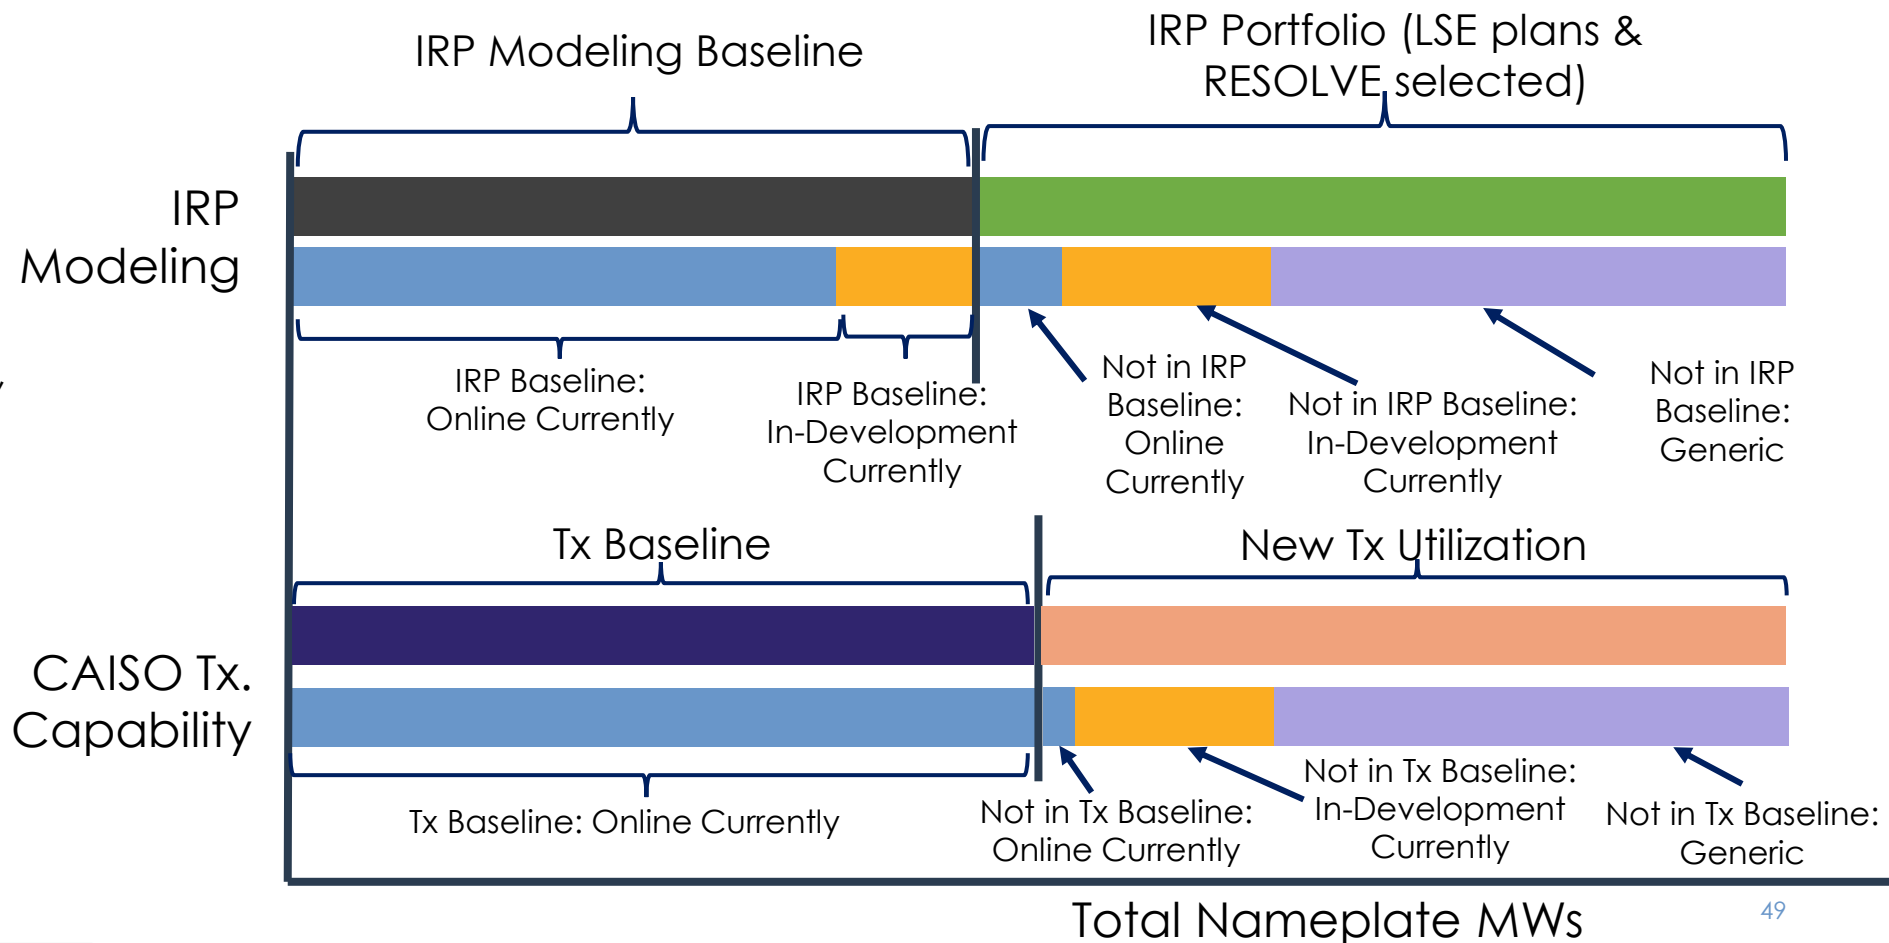 IRP Modeling Baseline
IRP Portfolio (LSE plans &
RESOLVE selected)
IRP
Modeling
IRP Baseline:
Online Currently
IRP Baseline:
In-Development
Currently
Not in IRP
Baseline:
Online
Currently
Not in IRP Baseline:
In-Development
Currently
Not in IRP
Baseline:
Generic
Tx Baseline
New Tx Utilization
CAISO Tx.
Capability
Tx Baseline: Online Currently
Not in Tx Baseline:
Online Currently
Not in Tx Baseline:
In-Development
Currently
Not in Tx Baseline:
Generic
Total Nameplate MWs
49